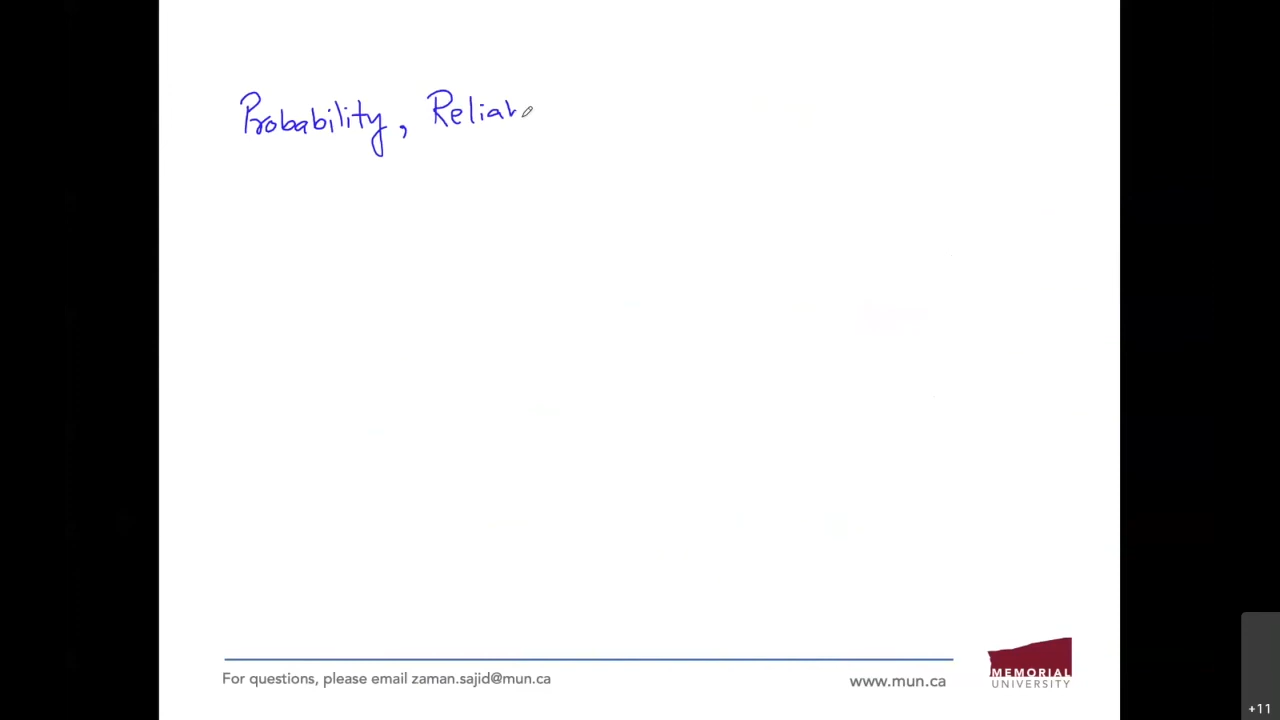 Probability, Reliab
For questions, please email zaman.sajid@mun.ca
www.mun.ca
MEMORIAL
UNIVERSITY
+11